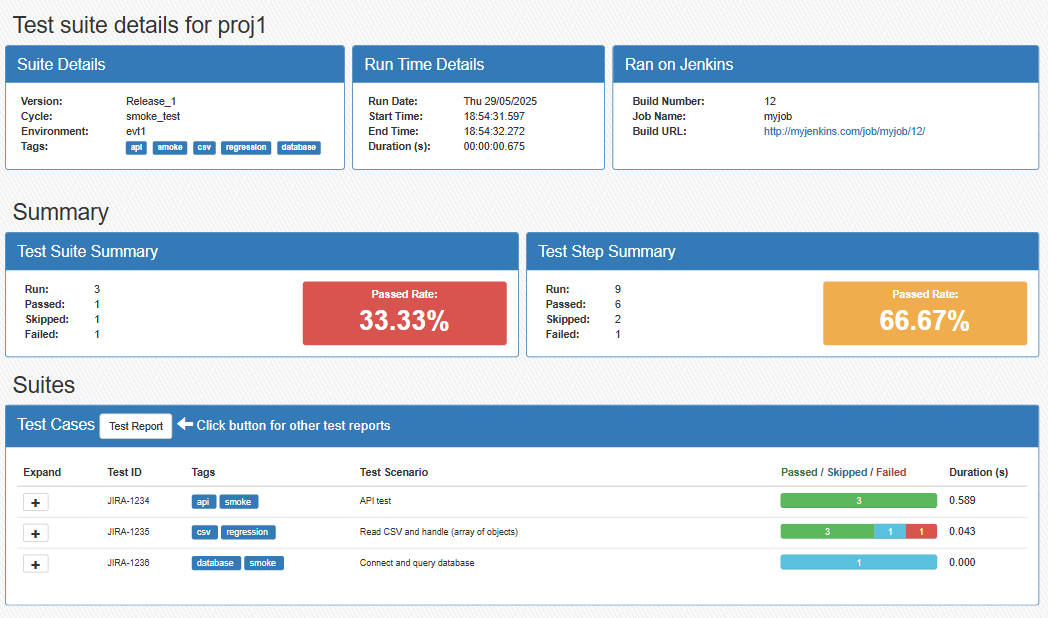 Test suite details for proj1
Suite Details
Version: Release_1
Cycle: smoke_test
Environment: evt1
Tags: api smoke csv regression database
Run Time Details
Run Date: Thu 29/05/2025
Start Time: 18:54:31.597
End Time: 18:54:32.272
Duration (s): 00:00:00.675
Ran on Jenkins
Build Number: 12
Job Name: myjob
Build URL: http://myjenkins.com/job/myjob/12/
Summary
Test Suite Summary
Run: 3
Passed: 1
Skipped: 1
Failed: 1
Passed Rate:
33.33%
Test Step Summary
Run: 9
Passed: 6
Skipped: 2
Failed: 1
Passed Rate:
66.67%
Suites
Test Cases Test Report Click button for other test reports
Expand Test ID Tags Test Scenario Passed / Skipped / Failed Duration (s)
+ JIRA-1234 api smoke API test 3 0.589
+ JIRA-1235 csv regression Read CSV and handle (array of objects) 3 1 1 0.043
+ JIRA-1236 database smoke Connect and query database 1 0.000